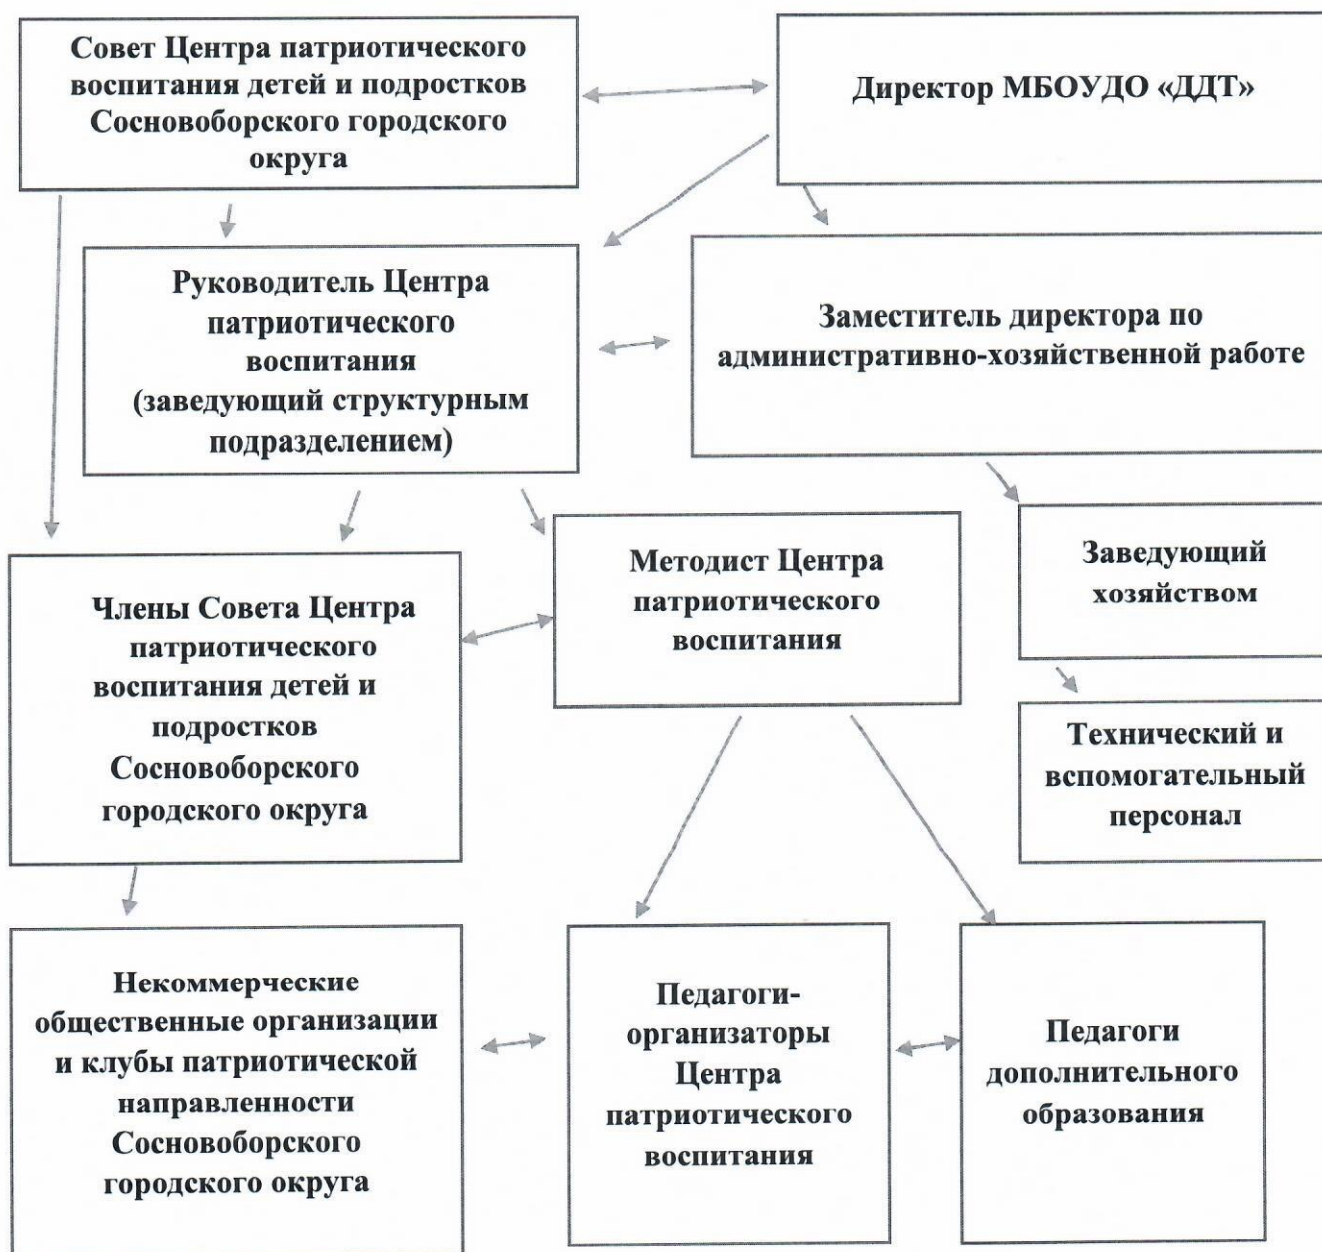 Совет Центра патриотического
воспитания детей и подростков
Сосновоборского городского
округа
Директор МБОУДО «ДДТ»
Руководитель Центра
патриотического
воспитания
(заведующий структурным
подразделением)
Заместитель директора по
административно-хозяйственной работе
Члены Совета Центра
патриотического
воспитания детей и
подростков
Сосновоборского
городского округа
Методист Центра
патриотического
воспитания
Заведующий
хозяйством
Технический и
вспомогательный
персонал
Некоммерческие
общественные организации
и клубы патриотической
направленности
Сосновоборского
городского округа
Педагоги-
организаторы
Центра
патриотического
воспитания
Педагоги
дополнительного
образования